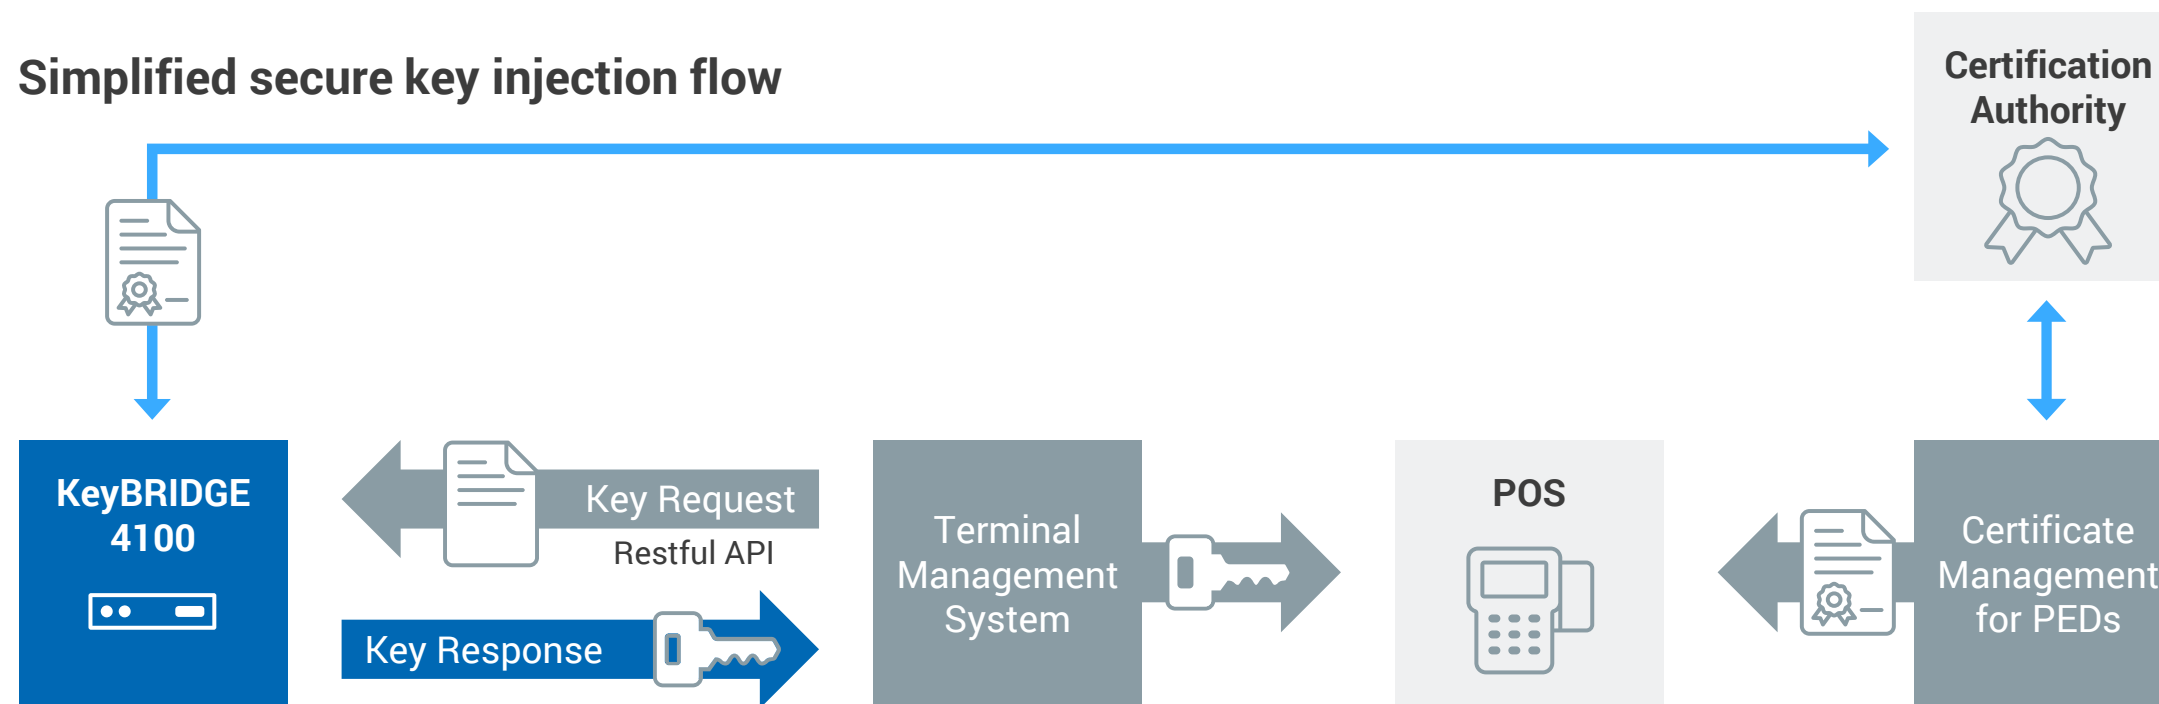 Simplified secure key injection flow
Certification
Authority
KeyBRIDGE
4100
Key Request
Restful API
Key Response
Terminal
Management
System
POS
Certificate
Management
for PEDs